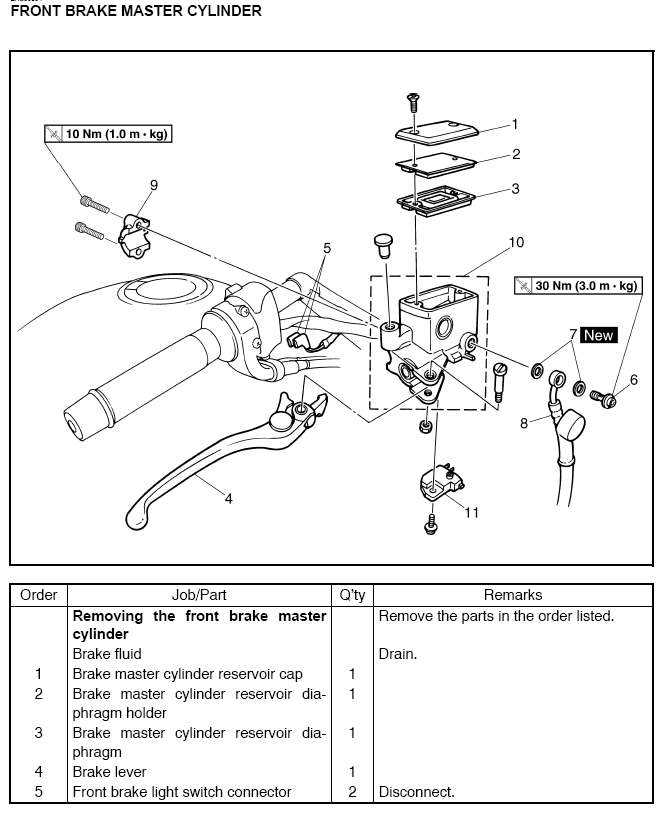 FRONT BRAKE MASTER CYLINDER
10 Nm (1.0 m • kg)
9
1
2
3
5
10
30 Nm (3.0 m • kg)
7 New
6
8
4
11
Order Job/Part Q'ty Remarks
Removing the front brake master Remove the parts in the order listed.
cylinder
Brake fluid Drain.
1 Brake master cylinder reservoir cap 1
2 Brake master cylinder reservoir dia- 1
phragm holder
3 Brake master cylinder reservoir dia- 1
phragm
4 Brake lever 1
5 Front brake light switch connector 2 Disconnect.